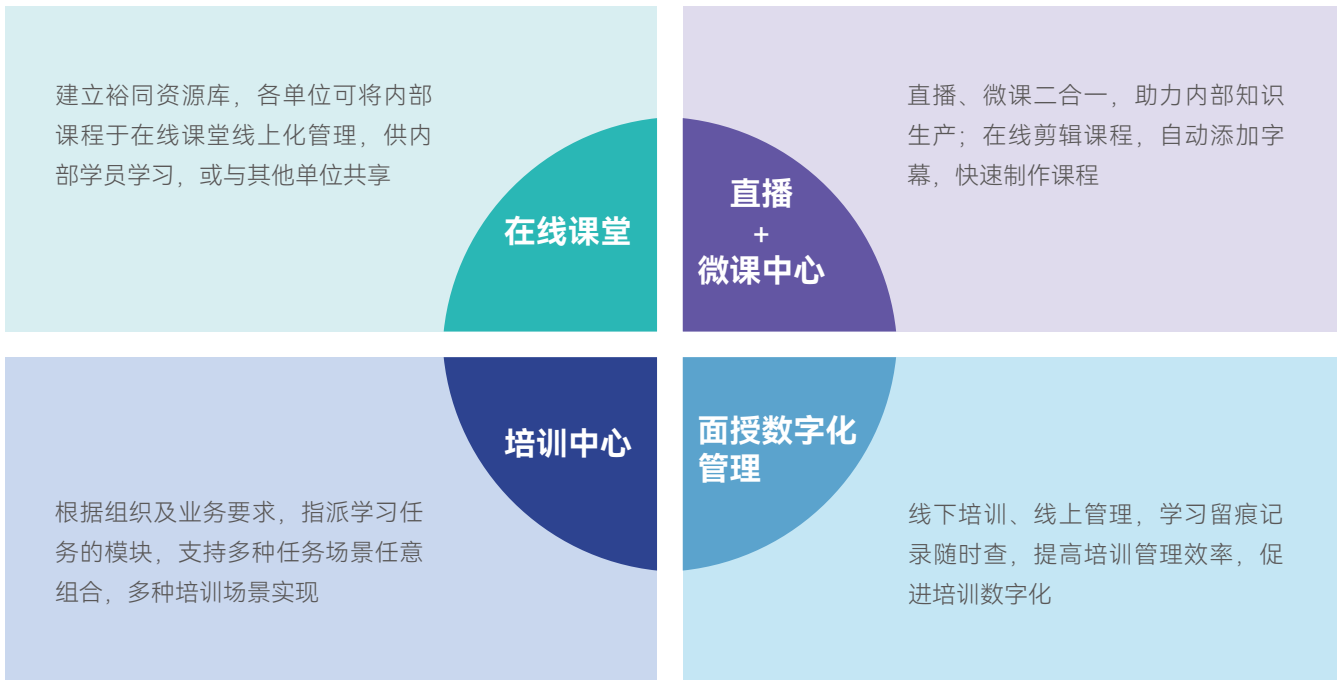 建立裕同资源库，各单位可将内部
课程于在线课堂线上化管理，供内
部学员学习，或与其他单位共享
在线课堂
直播
+
微课中心
直播、微课二合一，助力内部知识
生产；在线剪辑课程，自动添加字
幕，快速制作课程
培训中心
根据组织及业务要求，指派学习任
务的模块，支持多种任务场景任意
组合，多种培训场景实现
面授数字化
管理
线下培训、线上管理，学习留痕记
录随时查，提高培训管理效率，促
进培训数字化